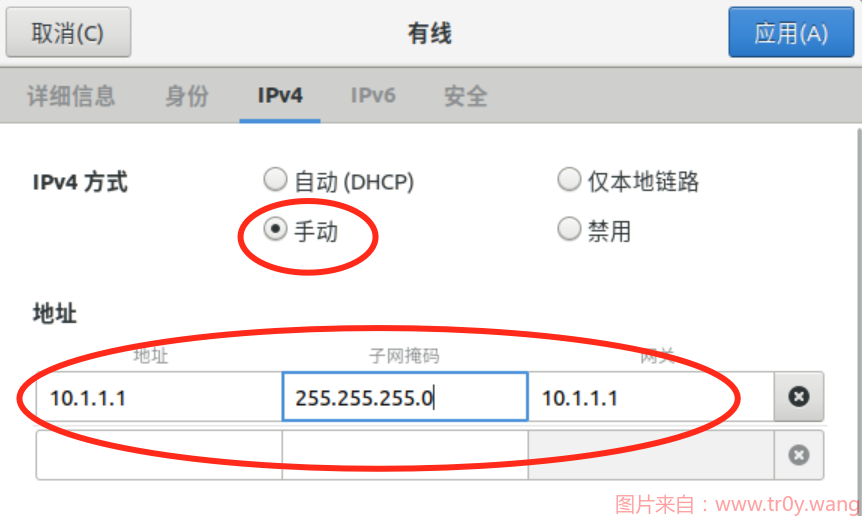 取消(C) 有线 应用(A)
详细信息 身份 IPv4 IPv6 安全
IPv4 方式 自动 (DHCP) 仅本地链路
手动 禁用
地址
地址 子网掩码 网关
10.1.1.1 255.255.255.0 10.1.1.1
图片来自：www.tr0y.wang